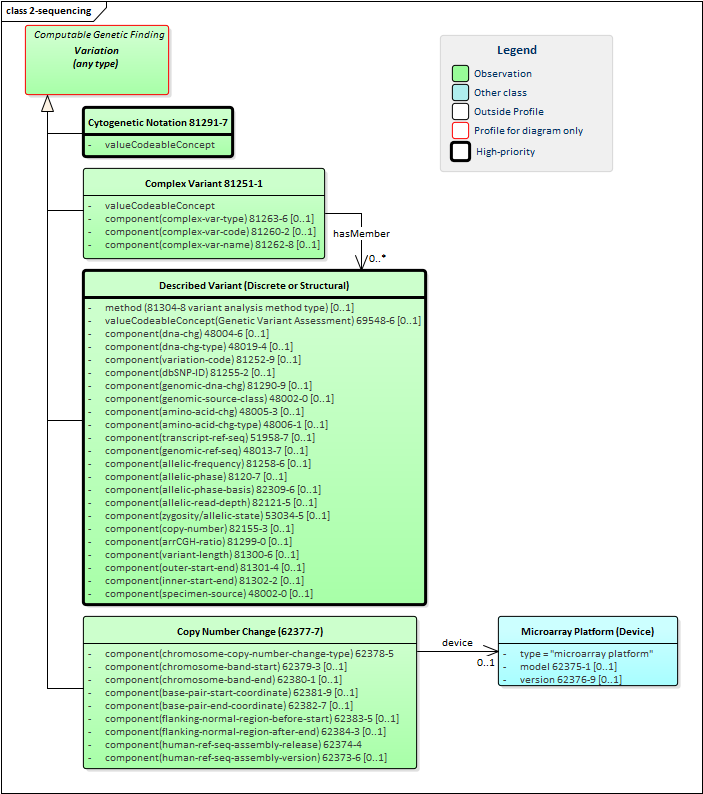 class 2-sequencing
Computable Genetic Finding
Variation
(any type)
Legend
Observation
Other class
Outside Profile
Profile for diagram only
High-priority
Cytogenetic Notation 81291-7
- valueCodeableConcept
Complex Variant 81251-1
- valueCodeableConcept
- component(complex-var-type) 81263-6 [0..1]
- component(complex-var-code) 81260-2 [0..1]
- component(complex-var-name) 81262-8 [0..1]
hasMember
0..*
Described Variant (Discrete or Structural)
- method (81304-8 variant analysis method type) [0..1]
- valueCodeableConcept(Genetic Variant Assessment) 69548-6 [0..1]
- component(dna-chg) 48004-6 [0..1]
- component(dna-chg-type) 48019-4 [0..1]
- component(variation-code) 81252-9 [0..1]
- component(dbSNP-ID) 81255-2 [0..1]
- component(genomic-dna-chg) 81290-9 [0..1]
- component(genomic-source-class) 48002-0 [0..1]
- component(amino-acid-chg) 48005-3 [0..1]
- component(amino-acid-chg-type) 48006-1 [0..1]
- component(transcript-ref-seq) 51958-7 [0..1]
- component(genomic-ref-seq) 48013-7 [0..1]
- component(allelic-frequency) 81258-6 [0..1]
- component(allelic-phase) 8120-7 [0..1]
- component(allelic-phase-basis) 82309-6 [0..1]
- component(allelic-read-depth) 82121-5 [0..1]
- component(zygosity/allelic-state) 53034-5 [0..1]
- component(copy-number) 82155-3 [0..1]
- component(arrCGH-ratio) 81299-0 [0..1]
- component(variant-length) 81300-6 [0..1]
- component(outer-start-end) 81301-4 [0..1]
- component(inner-start-end) 81302-2 [0..1]
- component(specimen-source) 48002-0 [0..1]
Copy Number Change (62377-7)
- component(chromosome-copy-number-change-type) 62378-5
- component(chromosome-band-start) 62379-3 [0..1]
- component(chromosome-band-end) 62380-1 [0..1]
- component(base-pair-start-coordinate) 62381-9 [0..1]
- component(base-pair-end-coordinate) 62382-7 [0..1]
- component(flanking-normal-region-before-start) 62383-5 [0..1]
- component(flanking-normal-region-after-end) 62384-3 [0..1]
- component(human-ref-seq-assembly-release) 62374-4
- component(human-ref-seq-assembly-version) 62373-6 [0..1]
device
0..1
Microarray Platform (Device)
- type = "microarray platform"
- model 62375-1 [0..1]
- version 62376-9 [0..1]